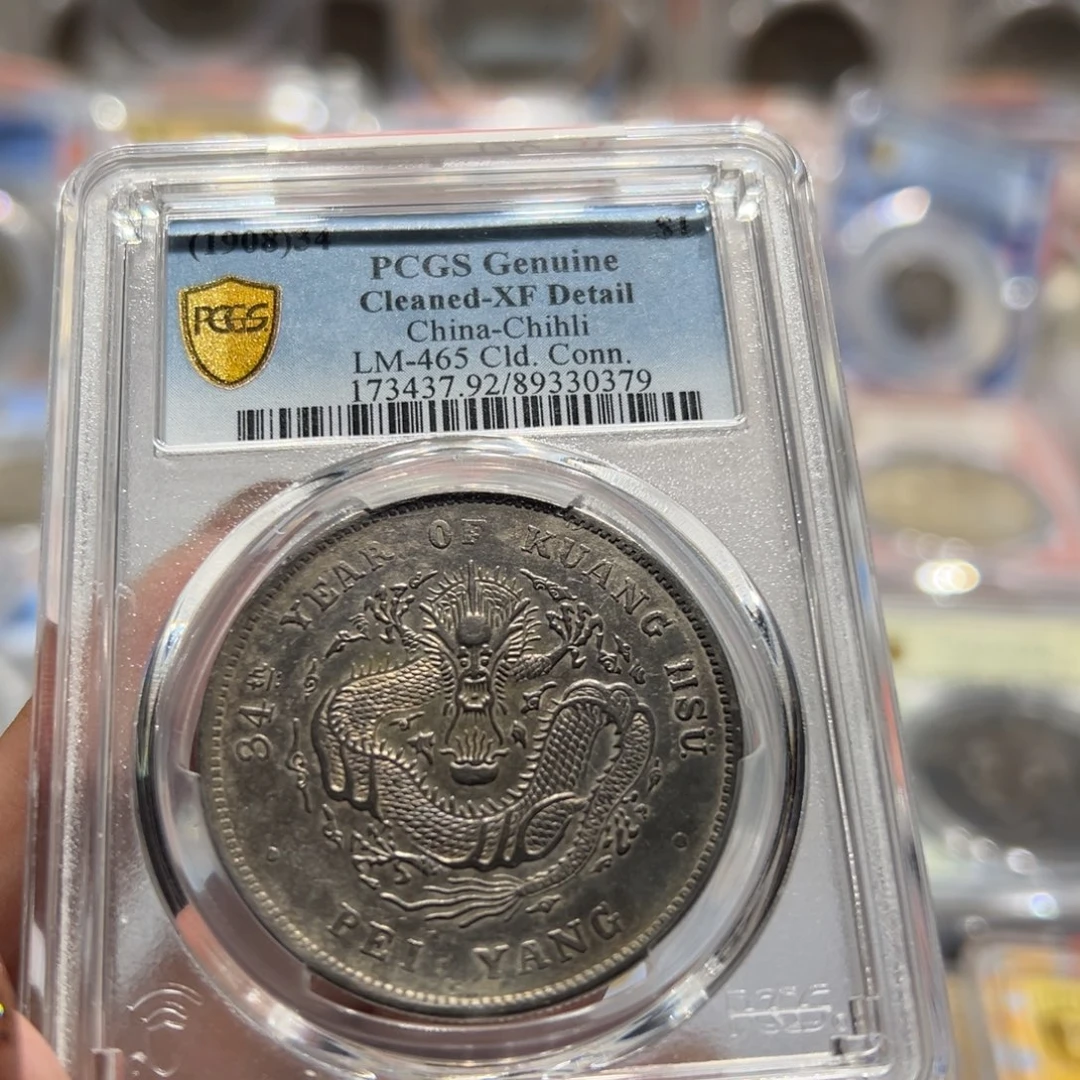 (1908)34 $1
PCGS Genuine
Cleaned-XF Detail
China-Chihli
LM-465 Cld. Conn.
173437.92/89330379
PCGS
34th YEAR OF KUANG HSÜ.
PEI YANG
PCGS